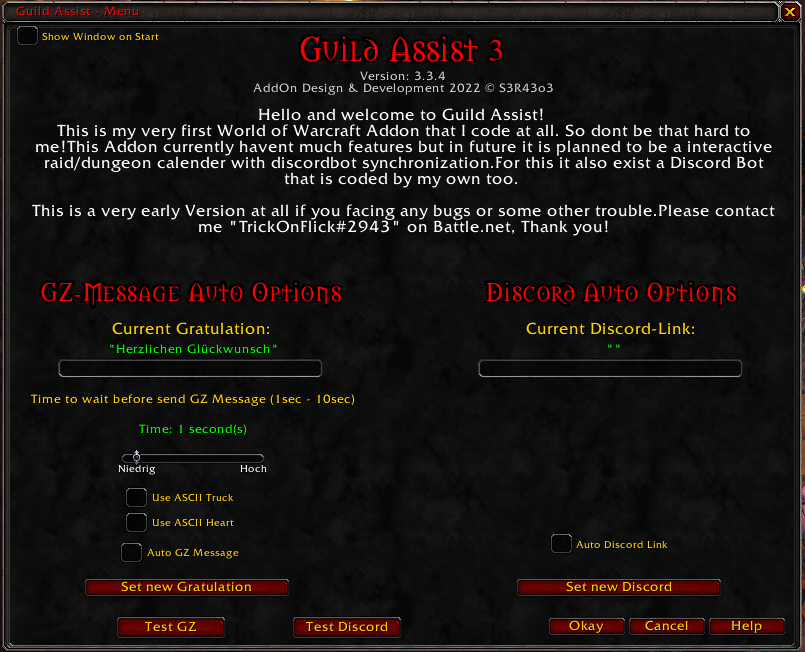 Guild Assist - Menu
Show Window on Start
Guild Assist 3
Version: 3.3.4
AddOn Design & Development 2022 © S3R43o3
Hello and welcome to Guild Assist!
This is my very first World of Warcraft Addon that I code at all. So dont be that hard to
me!This Addon currently havent much features but in future it is planned to be a interactive
raid/dungeon calender with discordbot synchronization.For this it also exist a Discord Bot
that is coded by my own too.
This is a very early Version at all if you facing any bugs or some other trouble.Please contact
me "TrickOnFlick#2943" on Battle.net, Thank you!
GZ-Message Auto Options
Current Gratulation:
"Herzlichen Glückwunsch"
Time to wait before send GZ Message (1sec - 10sec)
Time: 1 second(s)
Niedrig Hoch
Use ASCII Truck
Use ASCII Heart
Auto GZ Message
Set new Gratulation
Test GZ
Discord Auto Options
Current Discord-Link:
""
Auto Discord Link
Set new Discord
Test Discord
Okay Cancel Help